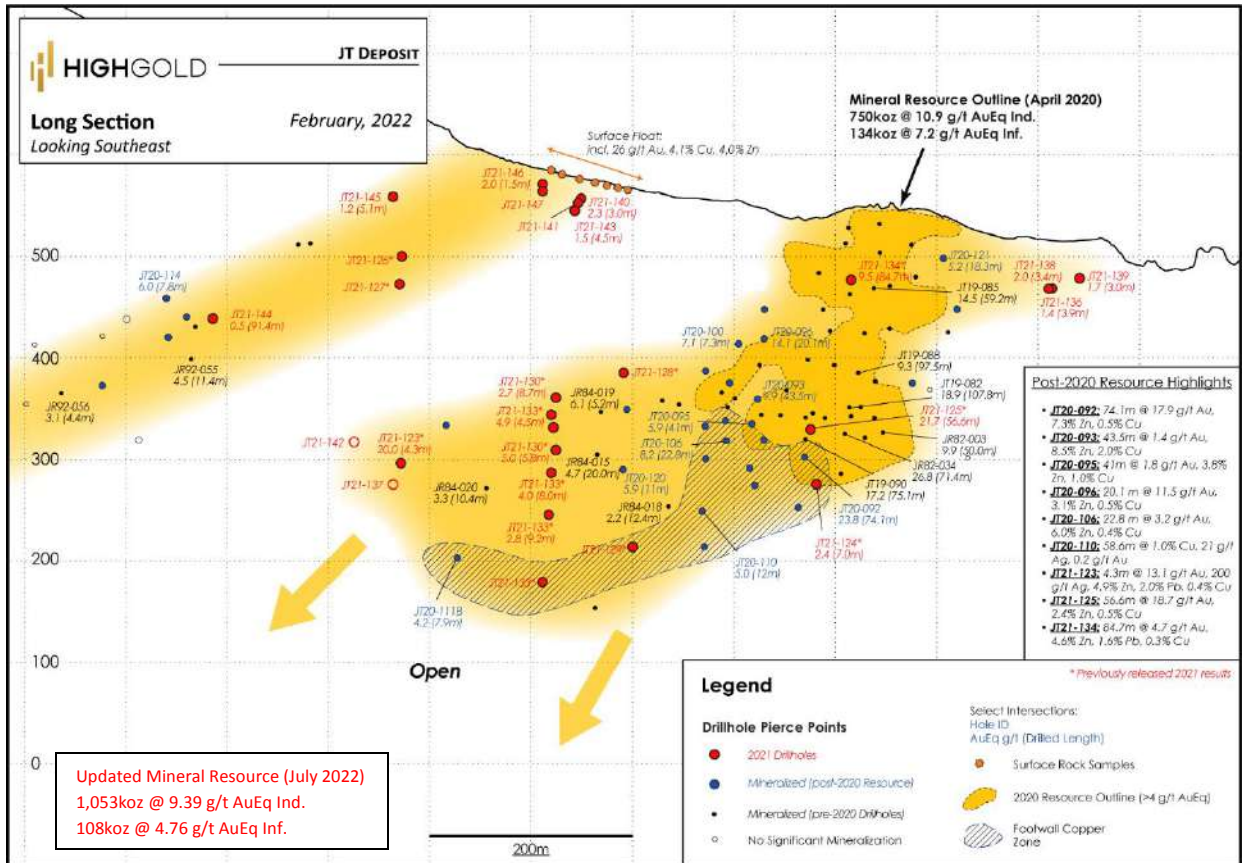 HIGHGOLD
JT DEPOSIT
Long Section
February, 2022
Looking Southeast
Mineral Resource Outline (April 2020)
750koz @ 10.9 g/t AuEq Ind.
134koz @ 7.2 g/t AuEq Inf.
Surface Float:
incl. 26 g/t Au, 4.1% Cu, 4.0% Zn
JT21-146
2.0 (1.5m)
JT21-147
JT21-145
1.2 (5.1m)
JT21-140
2.3 (3.0m)
JT21-141
JT21-143
1.5 (4.5m)
500
JT21-126*
JT21-127*
JT20-114
6.0 (7.8m)
JT21-144
0.5 (91.4m)
JT20-121
5.2 (18.3m)
JT21-134*
9.5 (84.7m)
JT19-085
14.5 (59.2m)
JT21-138
2.0 (3.4m)
JT21-139
1.7 (3.0m)
JT21-136
1.4 (3.9m)
400
JR92-055
4.5 (11.4m)
JR92-056
3.1 (4.4m)
JT20-100
7.1 (7.3m)
JT20-096
14.1 (20.1m)
JT19-088
9.3 (97.5m)
JT19-082
18.9 (107.8m)
JT21-128*
JT21-130*
2.7 (8.7m)
JR84-019
6.1 (5.2m)
JT20-093
9.9 (43.5m)
JT21-133*
4.9 (4.5m)
JT20-095
5.9 (41m)
JT21-125*
21.7 (56.6m)
300
JT21-142
JT21-123*
20.0 (4.3m)
JT21-130*
5.0 (5.8m)
JR84-015
4.7 (20.0m)
JT20-106
8.2 (22.8m)
JR82-003
9.9 (50.0m)
JR82-034
26.8 (71.4m)
JT21-137
JR84-020
3.3 (10.4m)
JT21-133*
4.0 (8.0m)
JT20-120
5.9 (11m)
JT19-090
17.2 (75.1m)
JR84-018
2.2 (12.4m)
JT20-092
23.8 (74.1m)
JT21-133*
2.8 (9.2m)
JT21-124*
2.4 (7.0m)
200
JT21-129*
JT20-110
5.0 (12m)
JT20-111B
4.2 (7.9m)
100
Open
0
Post-2020 Resource Highlights
• JT20-092: 74.1m @ 17.9 g/t Au,
7.3% Zn, 0.5% Cu
• JT20-093: 43.5m @ 1.4 g/t Au,
8.5% Zn, 2.0% Cu
• JT20-095: 41m @ 1.8 g/t Au, 3.8%
Zn, 1.0% Cu
• JT20-096: 20.1 m @ 11.5 g/t Au,
3.1% Zn, 0.5% Cu
• JT20-106: 22.8 m @ 3.2 g/t Au,
6.0% Zn, 0.4% Cu
• JT20-110: 58.6m @ 1.0% Cu, 21 g/t
Ag, 0.2 g/t Au
• JT21-123: 4.3m @ 13.1 g/t Au, 200
g/t Ag, 4.9% Zn, 2.0% Pb, 0.4% Cu
• JT21-125: 56.6m @ 18.7 g/t Au,
2.4% Zn, 0.5% Cu
• JT21-134: 84.7m @ 4.7 g/t Au,
4.6% Zn, 1.6% Pb, 0.3% Cu
* Previously released 2021 results
Legend
Drillhole Pierce Points
2021 Drillholes
Mineralized (post-2020 Resource)
Mineralized (pre-2020 Drillholes)
No Significant Mineralization
Select Intersections:
Hole ID
AuEq g/t (Drilled Length)
Surface Rock Samples
2020 Resource Outline (>4 g/t AuEq)
Footwall Copper
Zone
Updated Mineral Resource (July 2022)
1,053koz @ 9.39 g/t AuEq Ind.
108koz @ 4.76 g/t AuEq Inf.
200m